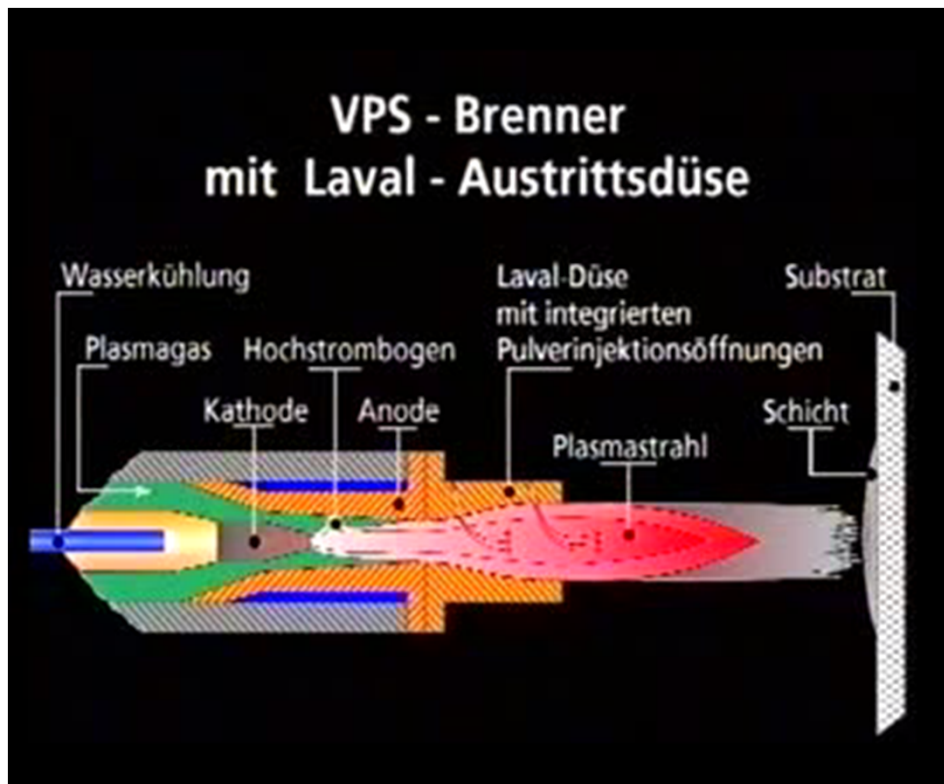 VPS - Brenner
mit Laval - Austrittsdüse
Wasserkühlung
Laval-Düse
mit integrierten
Pulverinjektionsöffnungen
Substrat
Plasmagas
Hochstrombogen
Kathode
Anode
Schicht
Plasmastrahl